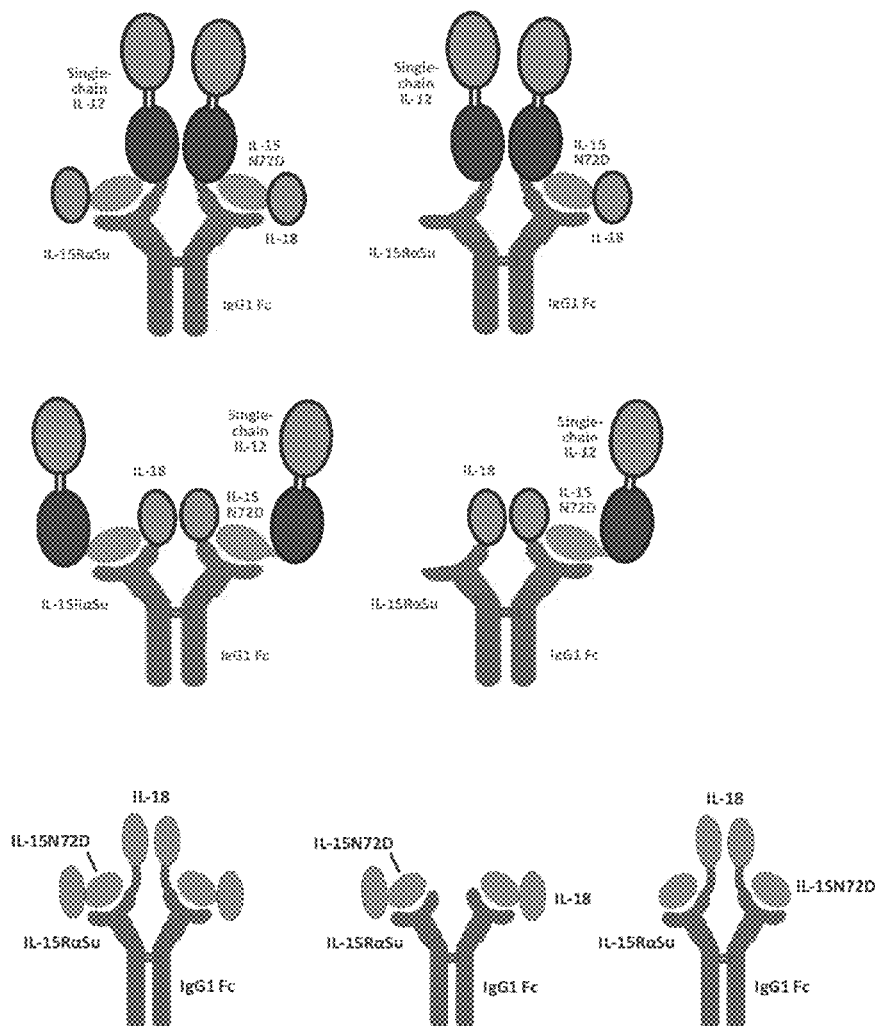 Single-
chain
IL-12
IL-15
N72D
IL-15RαSu
IL-18
IgG1 Fc
Single-
chain
IL-12
IL-15
N72D
IL-15RαSu
IL-18
IgG1 Fc
Single-
chain
IL-12
IL-18
IL-15
N72D
IL-15RαSu
IgG1 Fc
Single-
chain
IL-12
IL-18
IL-15
N72D
IL-15RαSu
IgG1 Fc
IL-18
IL-15N72D
IL-15RαSu
IgG1 Fc
IL-15N72D
IL-18
IL-15RαSu
IgG1 Fc
IL-18
IL-15N72D
IL-15RαSu
IgG1 Fc